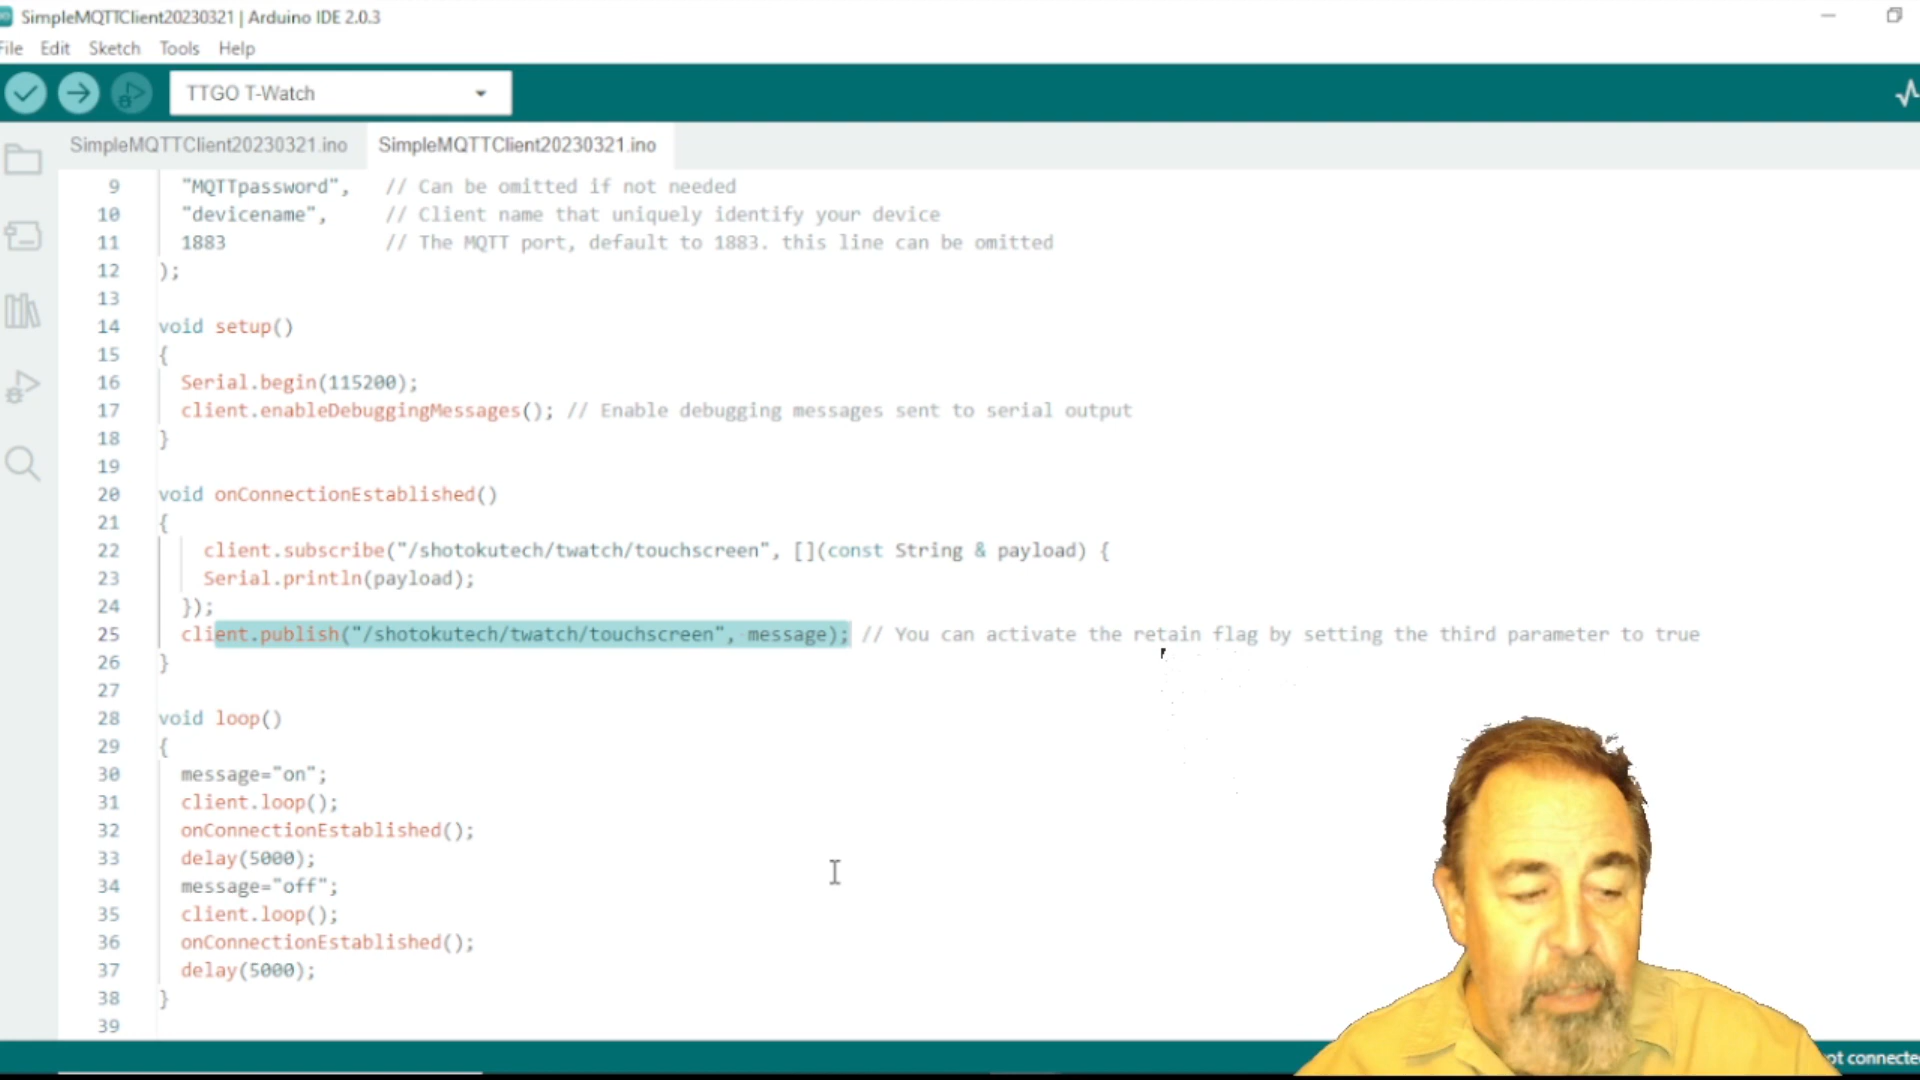 SimpleMQTTClient20230321 | Arduino IDE 2.0.3
File Edit Sketch Tools Help
TTGO T-Watch
SimpleMQTTClient20230321.ino SimpleMQTTClient20230321.ino
9 "MQTTpassword", // Can be omitted if not needed
10 "devicename", // Client name that uniquely identify your device
11 1883 // The MQTT port, default to 1883. this line can be omitted
12 );
13
14 void setup()
15 {
16 Serial.begin(115200);
17 client.enableDebuggingMessages(); // Enable debugging messages sent to serial output
18 }
19
20 void onConnectionEstablished()
21 {
22 client.subscribe("/shotokutech/twatch/touchscreen", [](const String & payload) {
23 Serial.println(payload);
24 });
25 client.publish("/shotokutech/twatch/touchscreen", message); // You can activate the retain flag by setting the third parameter to true
26 }
27
28 void loop()
29 {
30 message="on";
31 client.loop();
32 onConnectionEstablished();
33 delay(5000);
34 message="off";
35 client.loop();
36 onConnectionEstablished();
37 delay(5000);
38 }
39
ot connecte